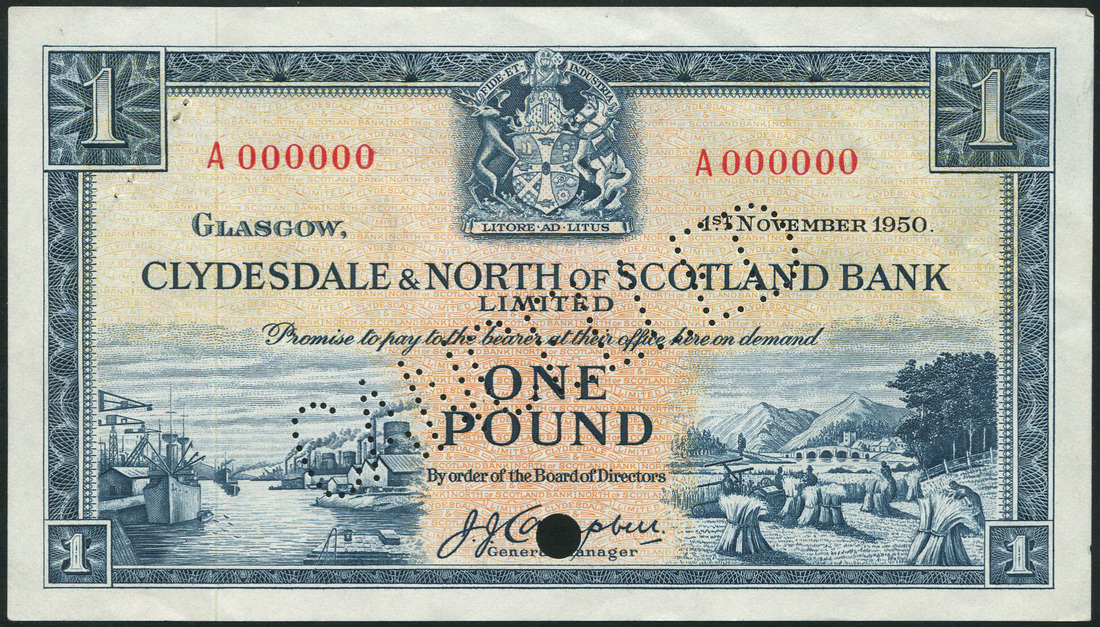 1 1
FIDE·ET INDUSTRIA
A 000000 A 000000
LITORE·AD·LITUS
GLASGOW, 1ST NOVEMBER 1950.
CLYDESDALE & NORTH OF SCOTLAND BANK
LIMITED
Promise to pay to the bearer at their office here on demand
ONE
POUND
By order of the Board of Directors
J. J. Campbell
General Manager
1 1
CANCELLED